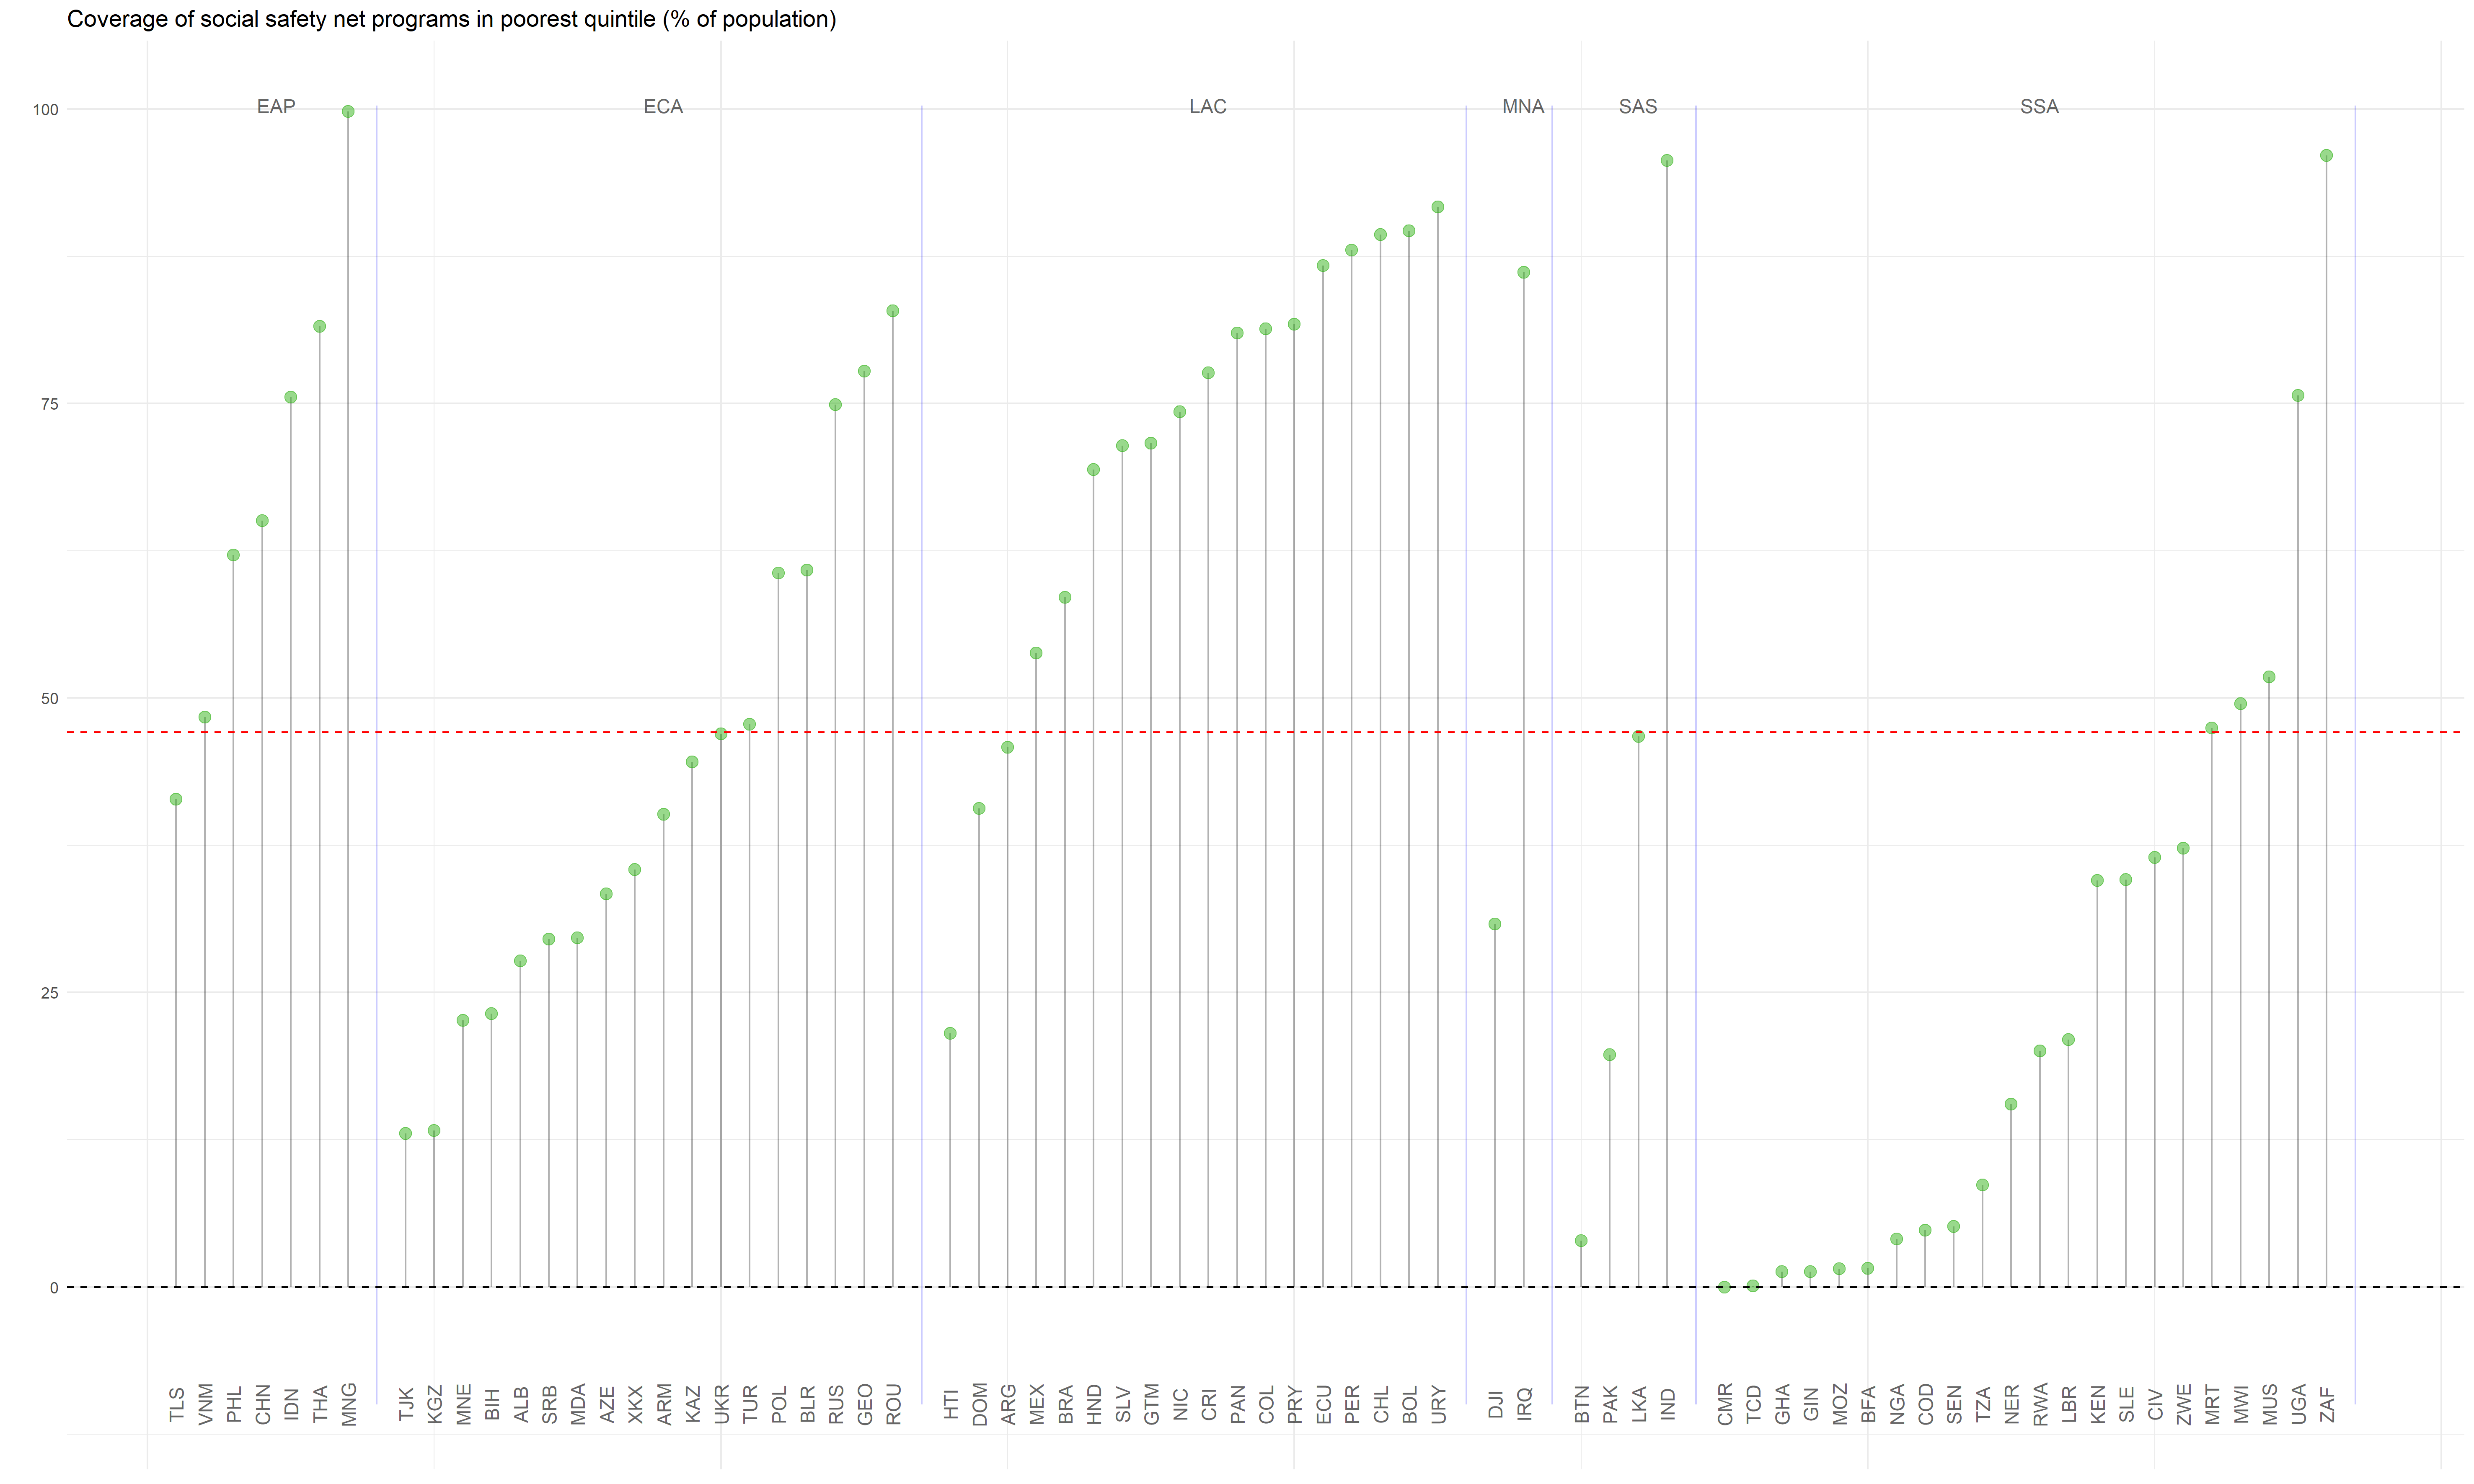 Coverage of social safety net programs in poorest quintile (% of population)
EAP ECA LAC MNA SAS SSA
100
75
50
25
0
TLS VNM PHL CHN IDN THA MNG TJK KGZ MNE BIH ALB SRB MDA AZE XKX ARM KAZ UKR TUR POL BLR RUS GEO ROU HTI DOM ARG MEX BRA HND SLV GTM NIC CRI PAN COL PRY ECU PER CHL BOL URY DJI IRQ BTN PAK LKA IND CMR TCD GHA GIN MOZ BFA NGA COD SEN TZA NER RWA LBR KEN SLE CIV ZWE MRT MWI MUS UGA ZAF